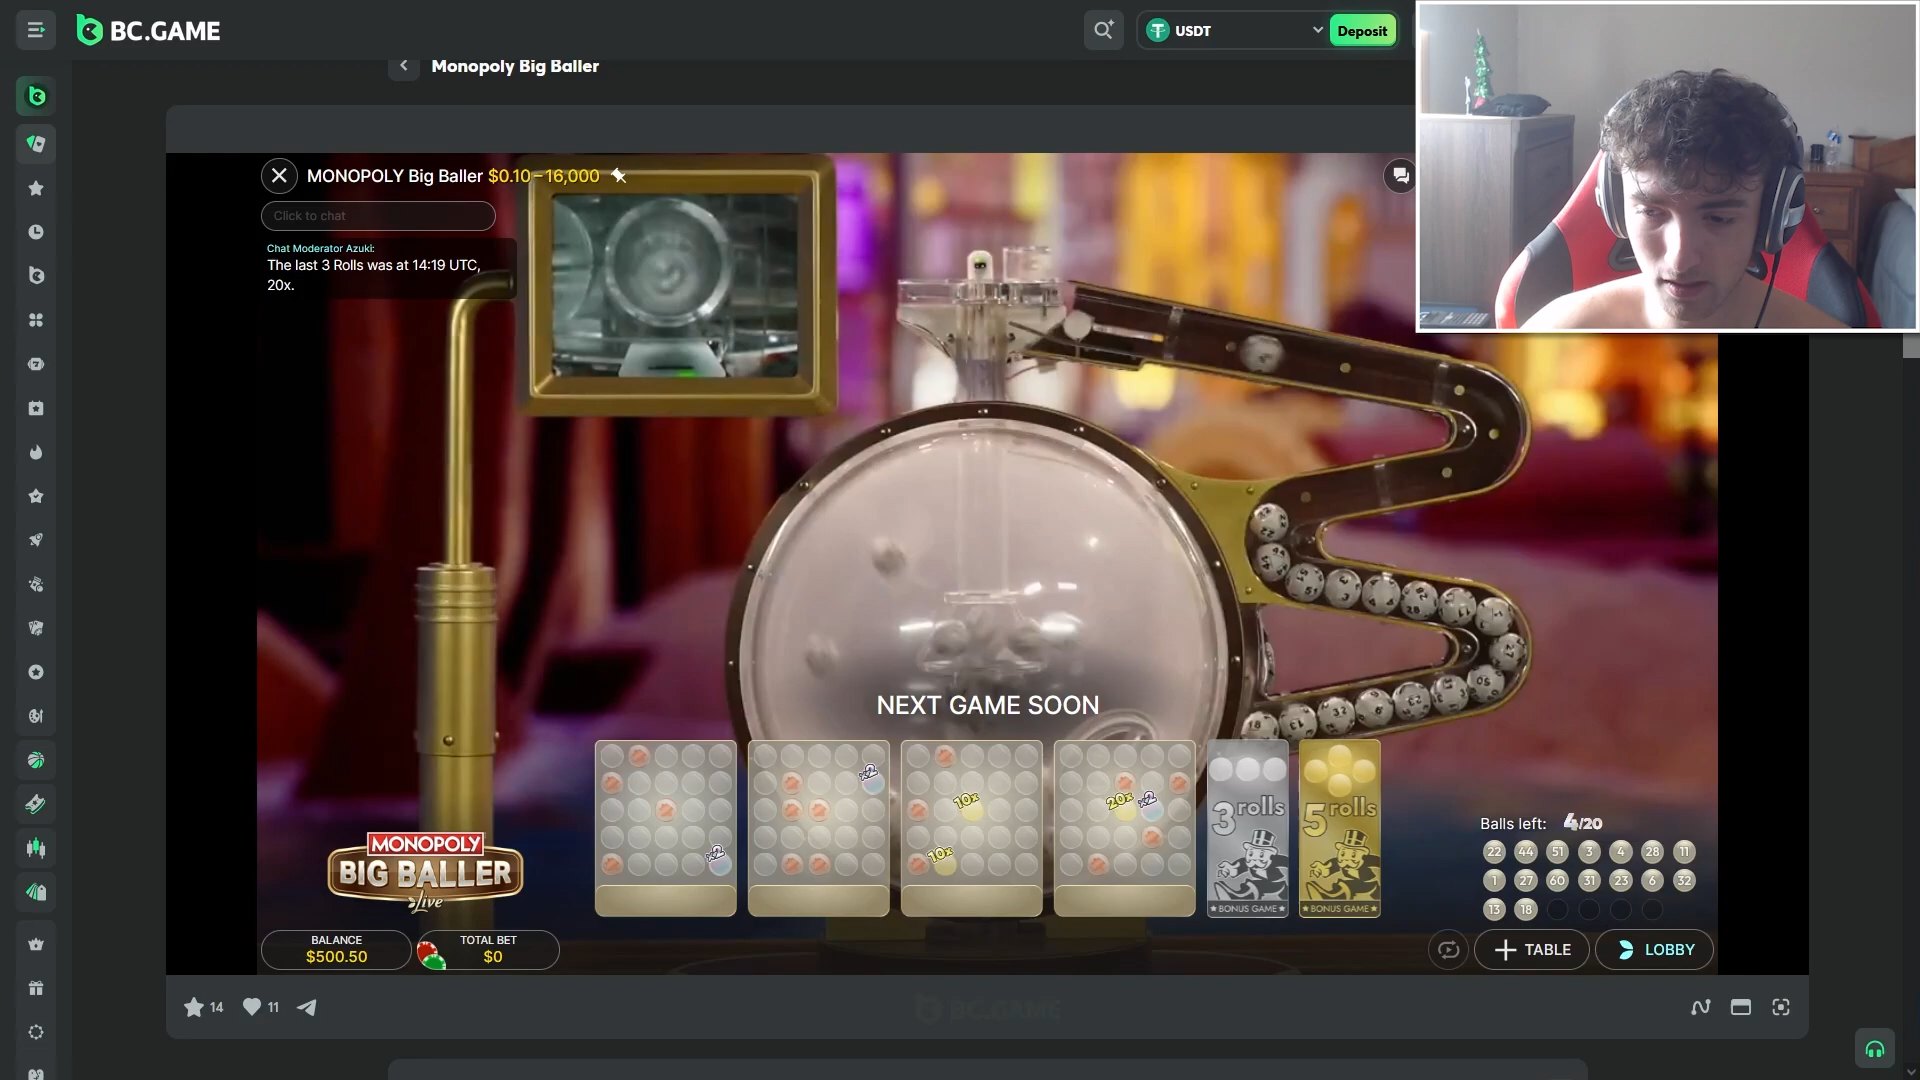 BC.GAME
USDT
Deposit
Monopoly Big Baller
MONOPOLY Big Baller $0.10 – 16,000
Click to chat
Chat Moderator Azuki:
The last 3 Rolls was at 14:19 UTC,
20x.
NEXT GAME SOON
x2
x2
10x
10x
20x x2
3 rolls
BONUS GAME
5 rolls
BONUS GAME
MONOPOLY
BIG BALLER
Live
Balls left: 4/20
22 44 51 3 4 28 11
1 27 60 31 23 6 32
13 18
BALANCE
$500.50
TOTAL BET
$0
TABLE
LOBBY
14
11
BC.GAME